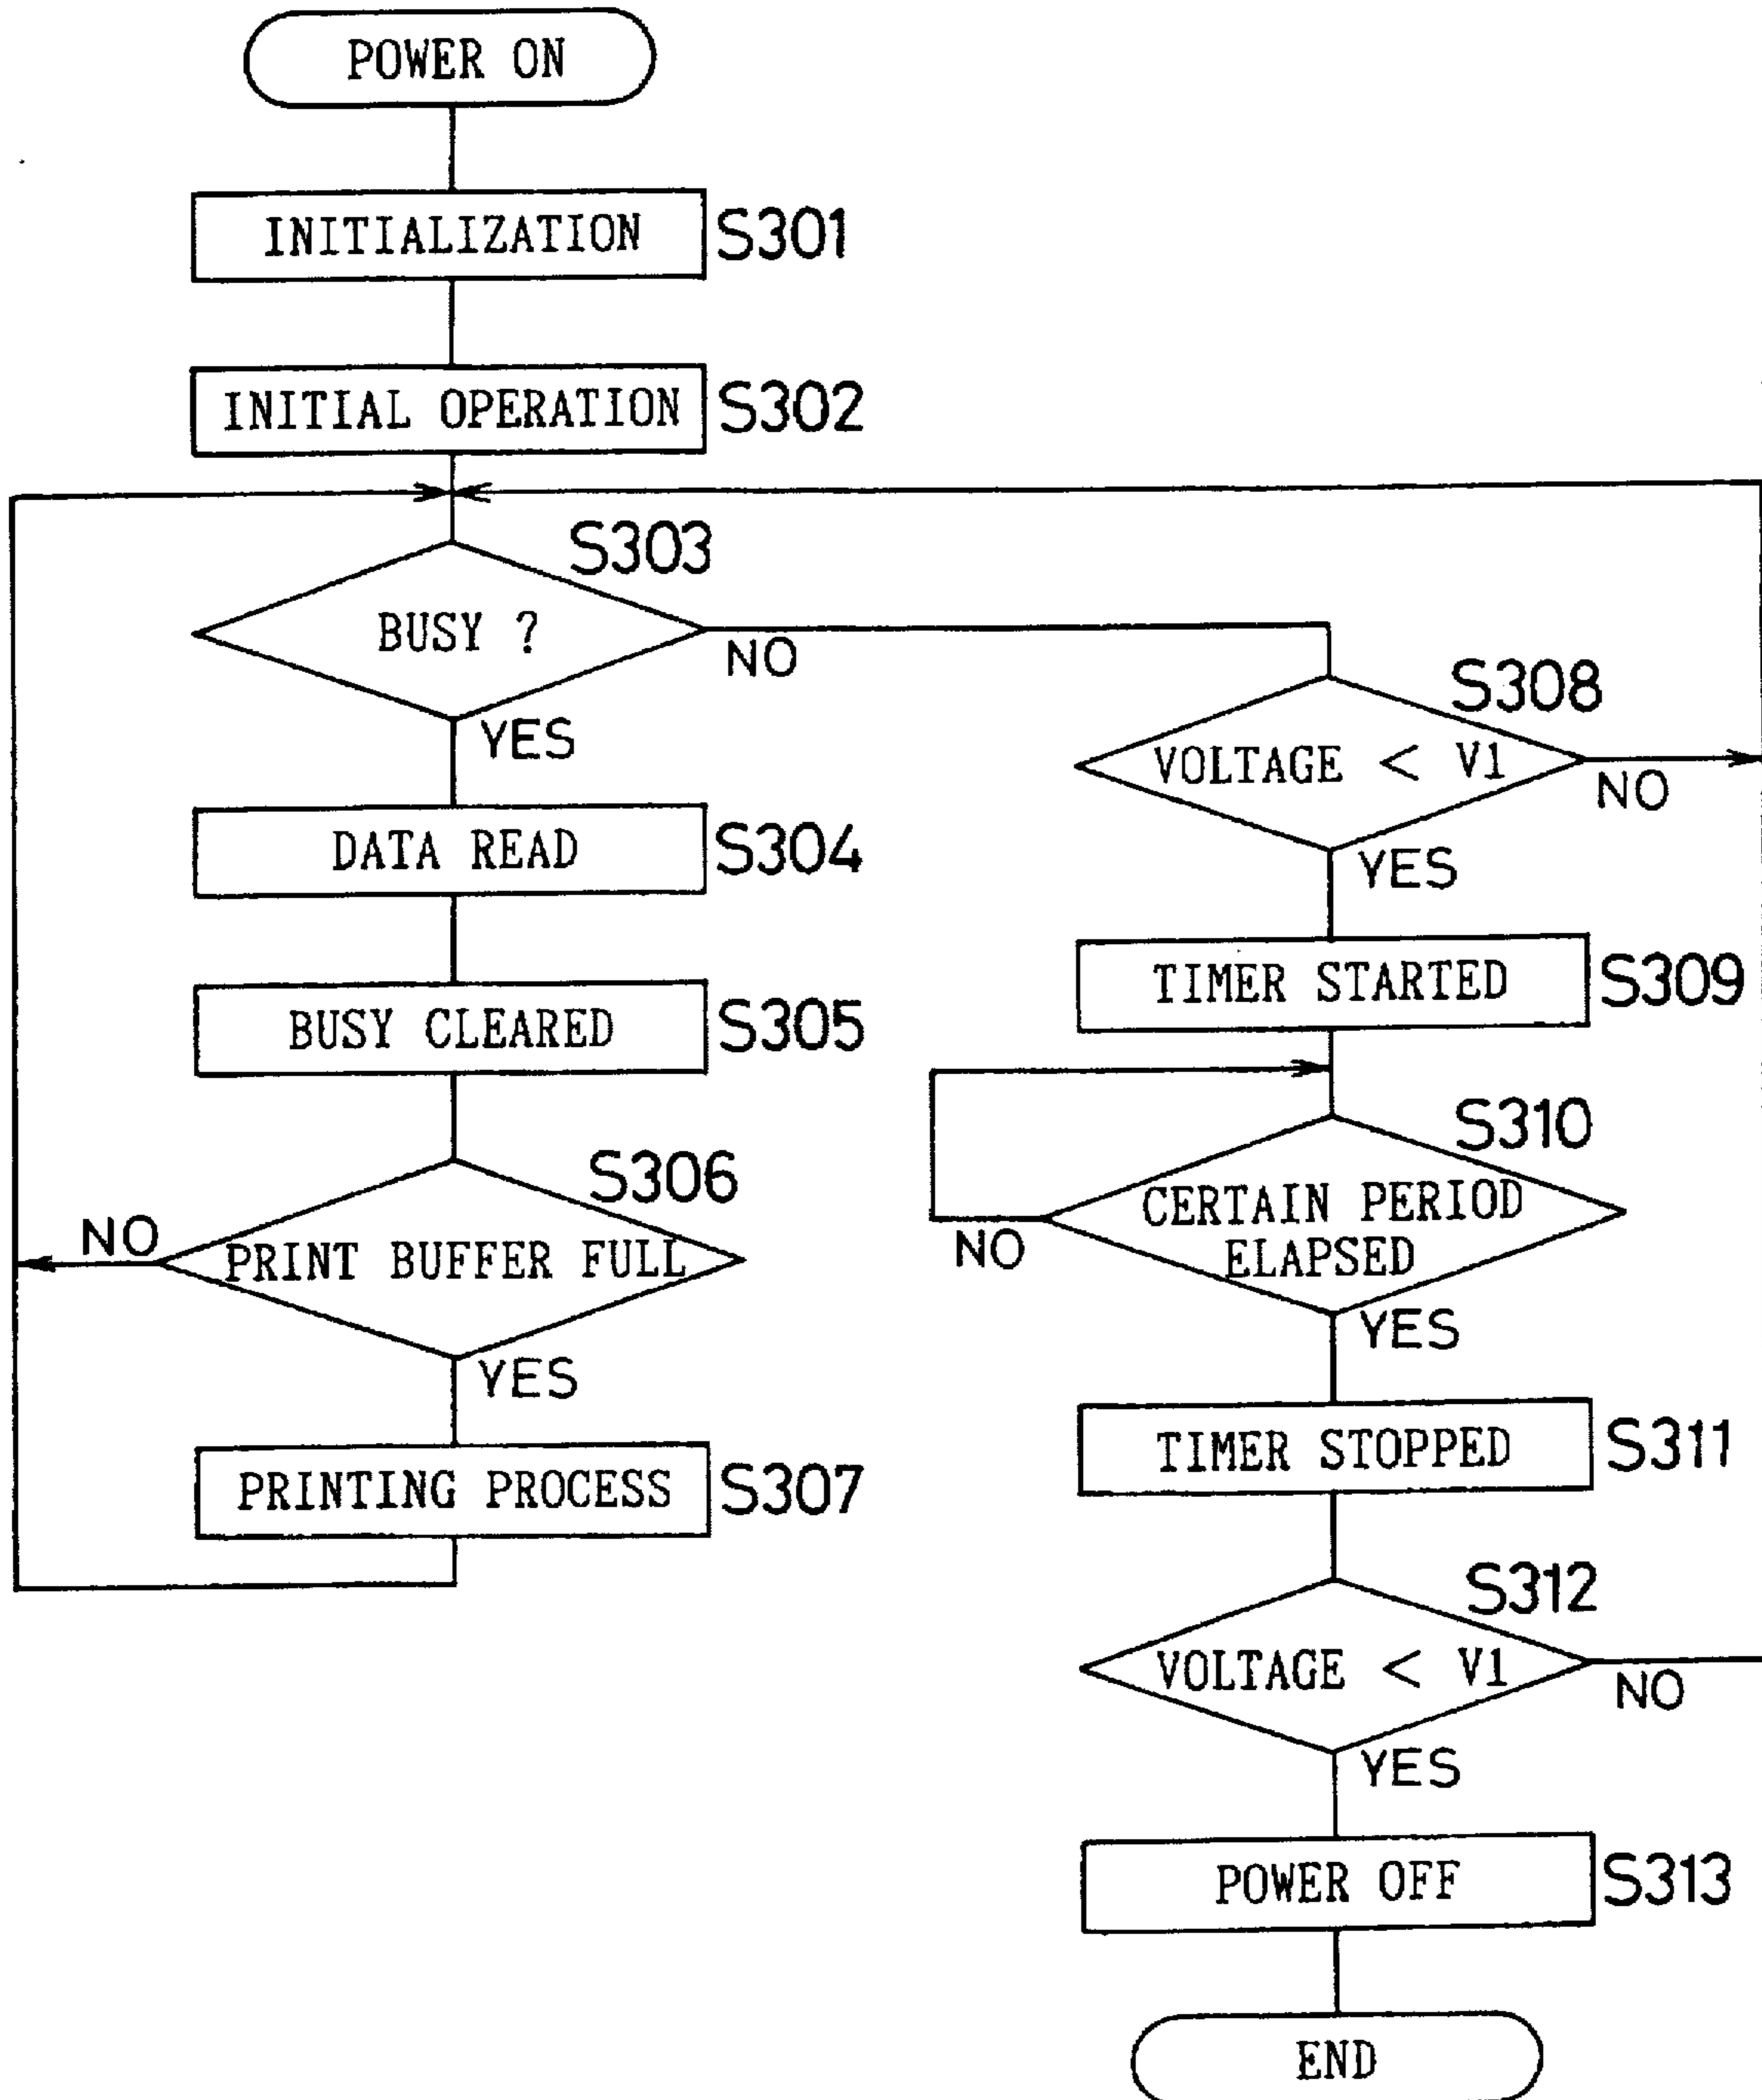 POWER ON
INITIALIZATION
S301
INITIAL OPERATION
S302
S303
BUSY ?
NO
YES
DATA READ
S304
BUSY CLEARED
S305
S306
PRINT BUFFER FULL
NO
YES
PRINTING PROCESS
S307
S308
VOLTAGE < V1
NO
YES
TIMER STARTED
S309
S310
CERTAIN PERIOD
ELAPSED
NO
YES
TIMER STOPPED
S311
S312
VOLTAGE < V1
NO
YES
POWER OFF
S313
END